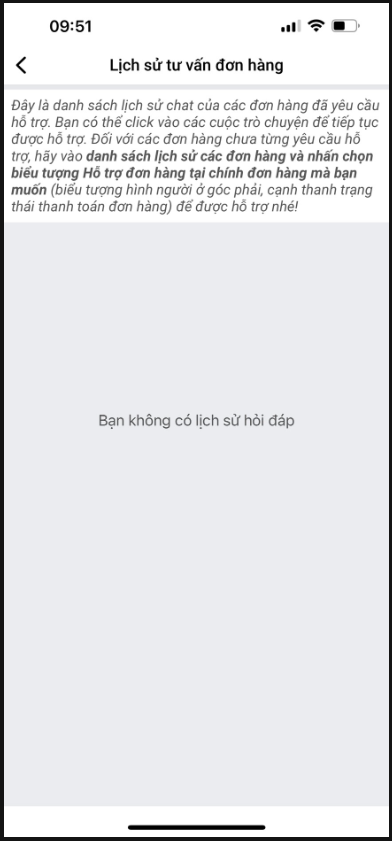 09:51
Lịch sử tư vấn đơn hàng
Đây là danh sách lịch sử chat của các đơn hàng đã yêu cầu
hỗ trợ. Bạn có thể click vào các cuộc trò chuyện để tiếp tục
được hỗ trợ. Đối với các đơn hàng chưa từng yêu cầu hỗ
trợ, hãy vào danh sách lịch sử các đơn hàng và nhấn chọn
biểu tượng Hỗ trợ đơn hàng tại chính đơn hàng mà bạn
muốn (biểu tượng hình người ở góc phải, cạnh thanh trạng
thái thanh toán đơn hàng) để được hỗ trợ nhé!
Bạn không có lịch sử hỏi đáp